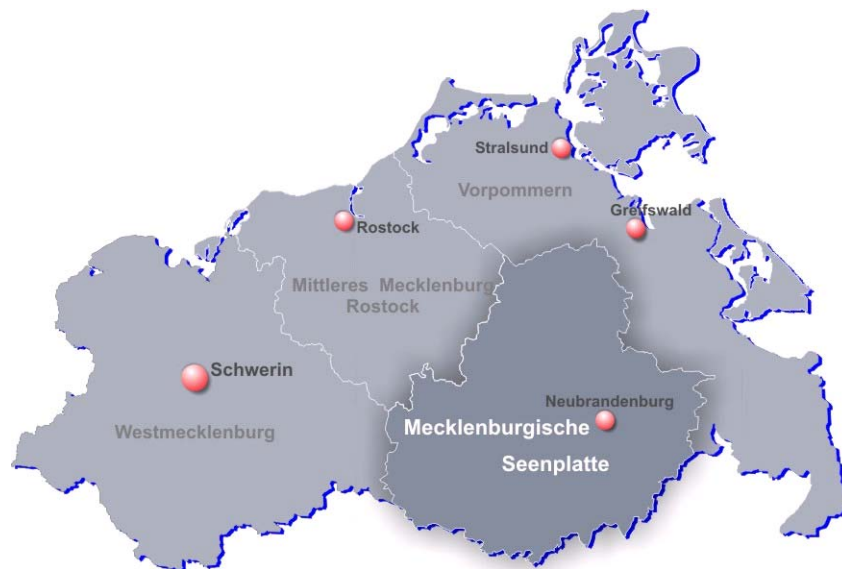 Stralsund
Vorpommern
Greifswald
Rostock
Mittleres Mecklenburg
Rostock
Schwerin
Neubrandenburg
Westmecklenburg
Mecklenburgische
Seenplatte